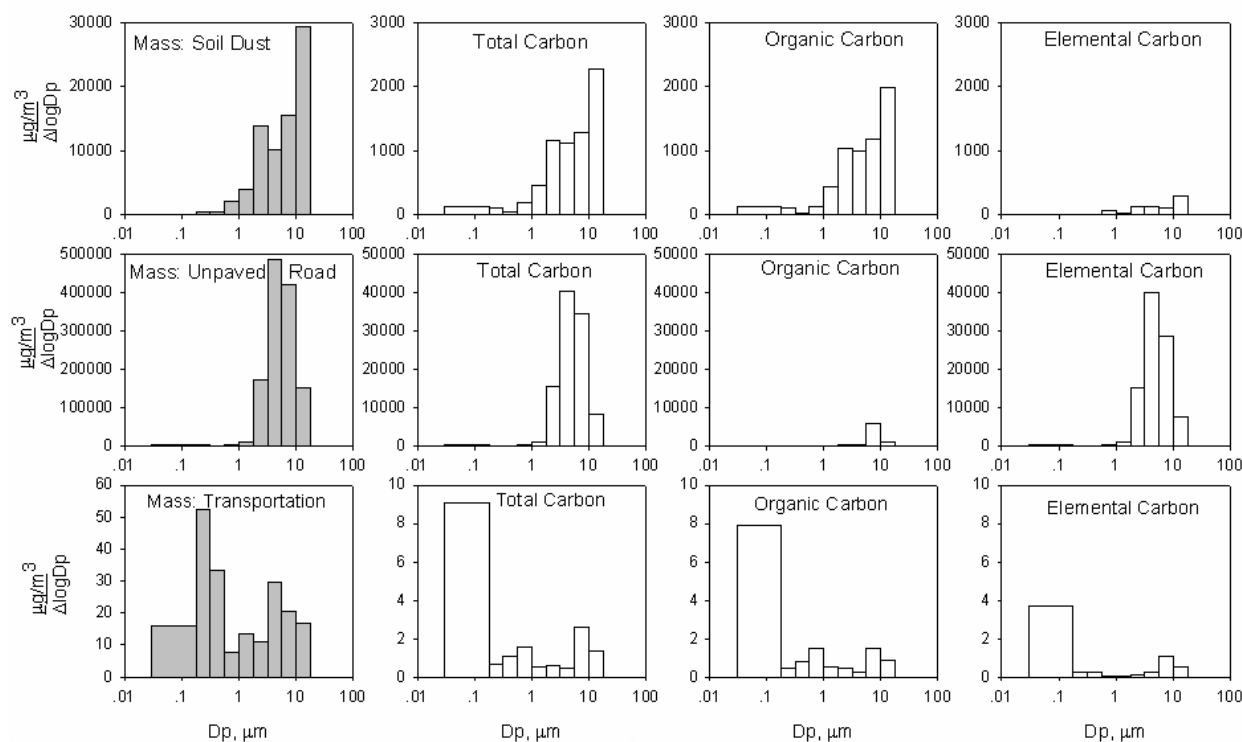 30000
20000
10000
0
µg/m3
ΔlogDp
Mass: Soil Dust
.01 .1 1 10 100
3000
2000
1000
0
Total Carbon
.01 .1 1 10 100
3000
2000
1000
0
Organic Carbon
.01 .1 1 10 100
3000
2000
1000
0
Elemental Carbon
.01 .1 1 10 100
500000
400000
300000
200000
100000
0
µg/m3
ΔlogDp
Mass: Unpaved Road
.01 .1 1 10 100
50000
40000
30000
20000
10000
0
Total Carbon
.01 .1 1 10 100
50000
40000
30000
20000
10000
0
Organic Carbon
.01 .1 1 10 100
50000
40000
30000
20000
10000
0
Elemental Carbon
.01 .1 1 10 100
60
50
40
30
20
10
0
µg/m3
ΔlogDp
Mass: Transportation
.01 .1 1 10 100
Dp, µm
10
8
6
4
2
0
Total Carbon
.01 .1 1 10 100
Dp, µm
10
8
6
4
2
0
Organic Carbon
.01 .1 1 10 100
Dp, µm
10
8
6
4
2
0
Elemental Carbon
.01 .1 1 10 100
Dp, µm